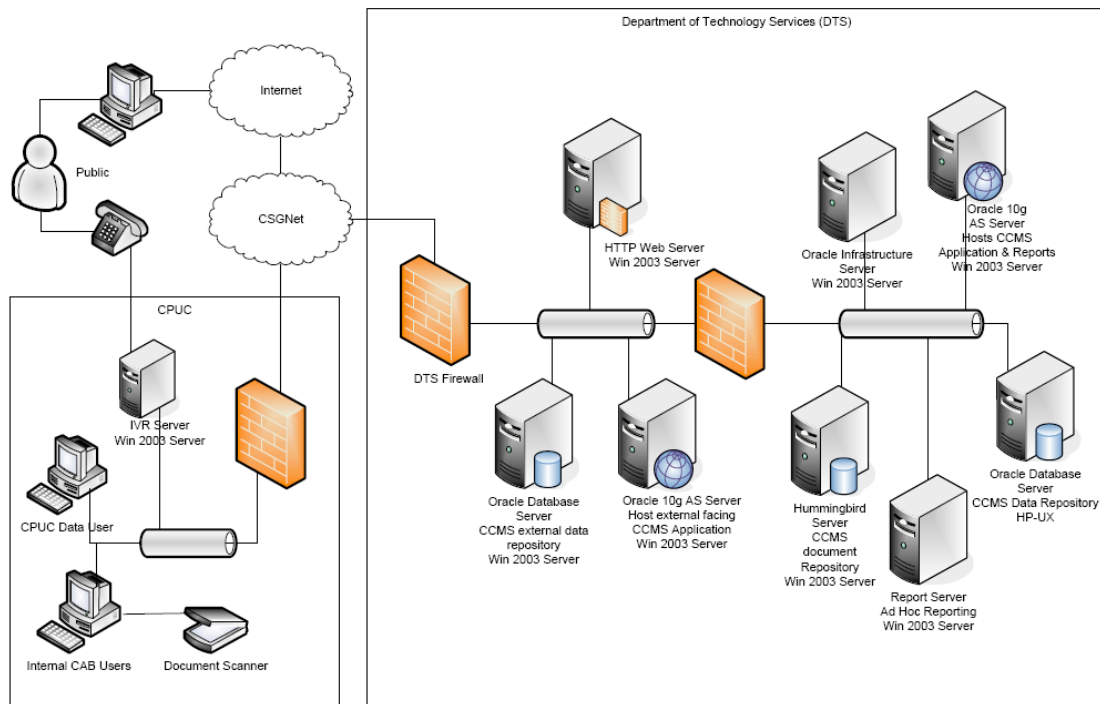 Department of Technology Services (DTS)
Internet
Public
CSGNet
HTTP Web Server
Win 2003 Server
Oracle Infrastructure
Server
Win 2003 Server
Oracle 10g
AS Server
Hosts CCMS
Application & Reports
Win 2003 Server
CPUC
DTS Firewall
IVR Server
Win 2003 Server
CPUC Data User
Oracle Database
Server
CCMS external data
repository
Win 2003 Server
Oracle 10g AS Server
Host external facing
CCMS Application
Win 2003 Server
Hummingbird
Server
CCMS
document
Repository
Win 2003 Server
Oracle Database
Server
CCMS Data Repository
HP-UX
Report Server
Ad Hoc Reporting
Win 2003 Server
Internal CAB Users
Document Scanner